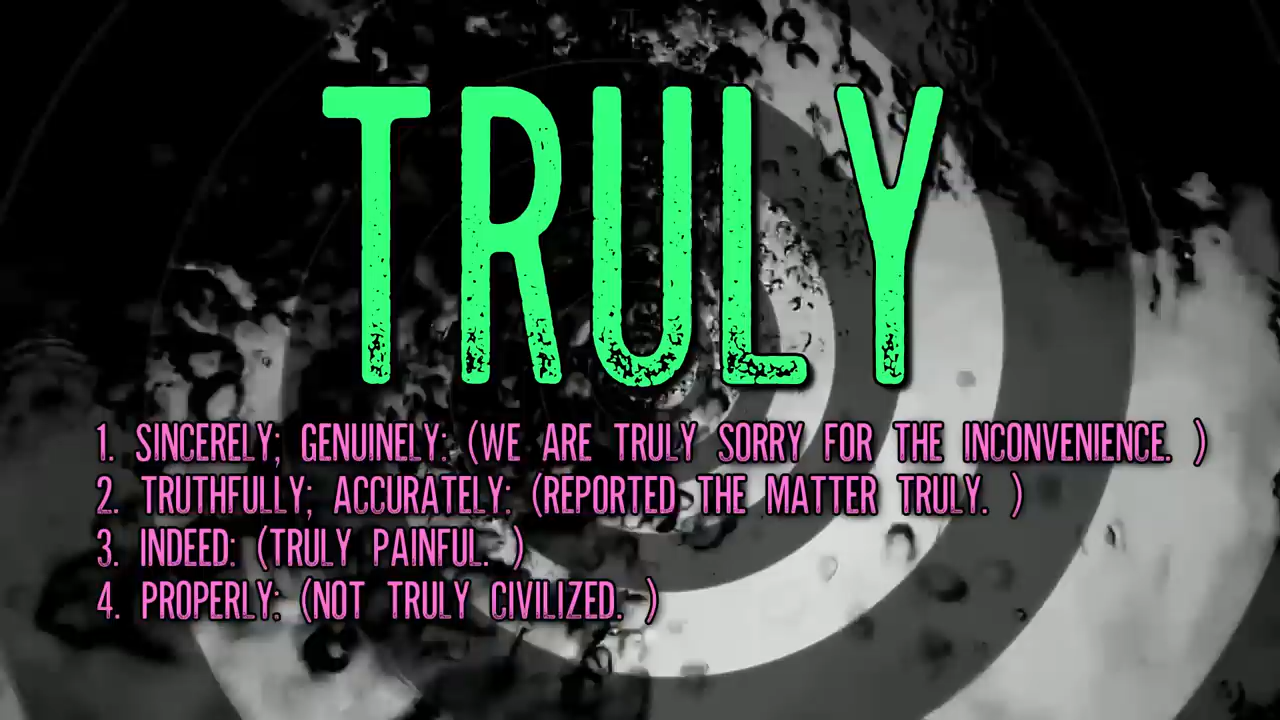 TRULY
1. SINCERELY; GENUINELY: (WE ARE TRULY SORRY FOR THE INCONVENIENCE. )
2. TRUTHFULLY; ACCURATELY: (REPORTED THE MATTER TRULY. )
3. INDEED: (TRULY PAINFUL. )
4. PROPERLY: (NOT TRULY CIVILIZED. )